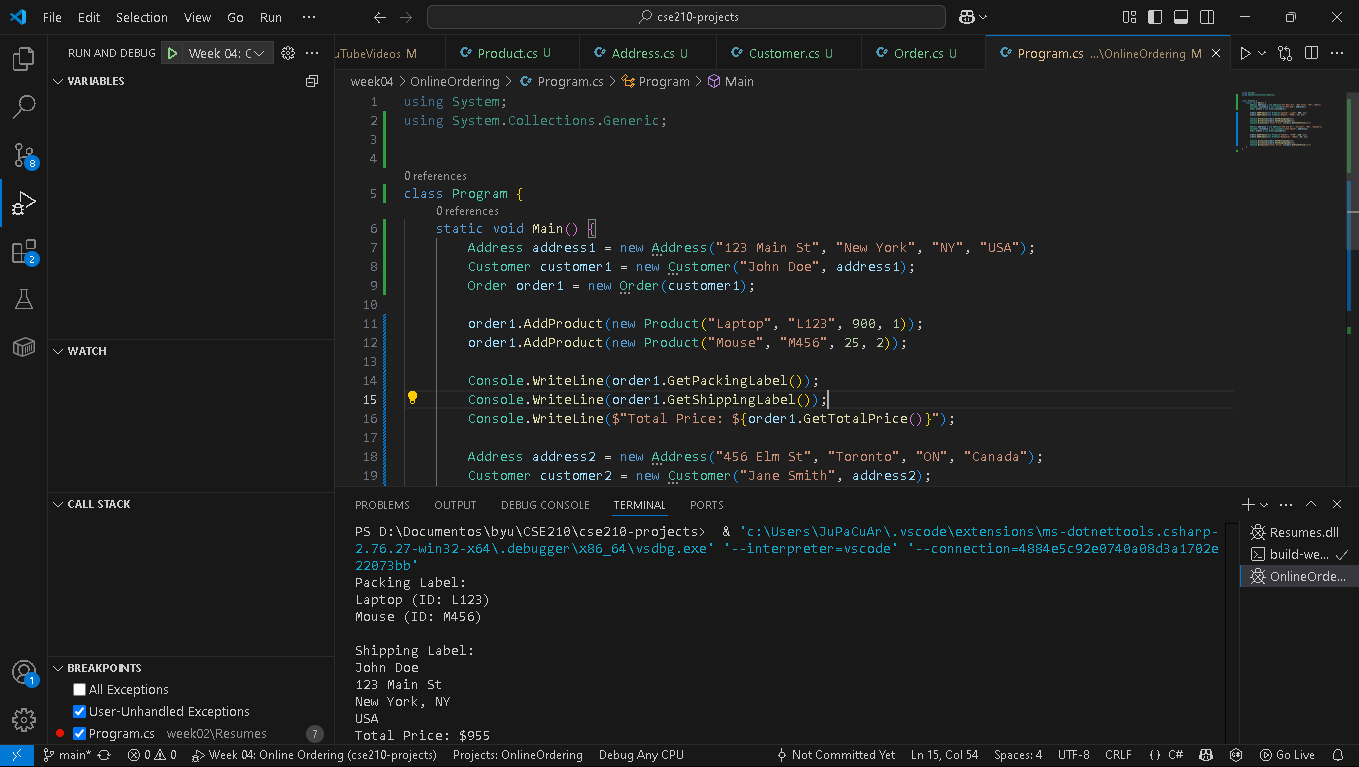 File Edit Selection View Go Run ···
cse210-projects
RUN AND DEBUG Week 04: C
uTubeVideos M Product.cs U Address.cs U Customer.cs U Order.cs U Program.cs ...\OnlineOrdering M
VARIABLES
WATCH
CALL STACK
BREAKPOINTS
All Exceptions
User-Unhandled Exceptions
Program.cs week02\Resumes 7
8
2
1
week04 > OnlineOrdering > Program.cs > Program > Main
1 using System;
2 using System.Collections.Generic;
3
4
0 references
5 class Program {
0 references
6 static void Main() {
7 Address address1 = new Address("123 Main St", "New York", "NY", "USA");
8 Customer customer1 = new Customer("John Doe", address1);
9 Order order1 = new Order(customer1);
10
11 order1.AddProduct(new Product("Laptop", "L123", 900, 1));
12 order1.AddProduct(new Product("Mouse", "M456", 25, 2));
13
14 Console.WriteLine(order1.GetPackingLabel());
15 Console.WriteLine(order1.GetShippingLabel());
16 Console.WriteLine($"Total Price: ${order1.GetTotalPrice()}");
17
18 Address address2 = new Address("456 Elm St", "Toronto", "ON", "Canada");
19 Customer customer2 = new Customer("Jane Smith", address2);
PROBLEMS OUTPUT DEBUG CONSOLE TERMINAL PORTS
PS D:\Documentos\byu\CSE210\cse210-projects> & 'c:\Users\JuPaCuAr\.vscode\extensions\ms-dotnettools.csharp-
2.76.27-win32-x64\.debugger\x86_64\vsdbg.exe' '--interpreter=vscode' '--connection=4884e5c92e0740a08d3a1702e
22073bb'
Packing Label:
Laptop (ID: L123)
Mouse (ID: M456)
Shipping Label:
John Doe
123 Main St
New York, NY
USA
Total Price: $955
Resumes.dll
build-we...
OnlineOrde...
main* 0 0 Week 04: Online Ordering (cse210-projects) Projects: OnlineOrdering Debug Any CPU Not Committed Yet Ln 15, Col 54 Spaces: 4 UTF-8 CRLF {} C# Go Live